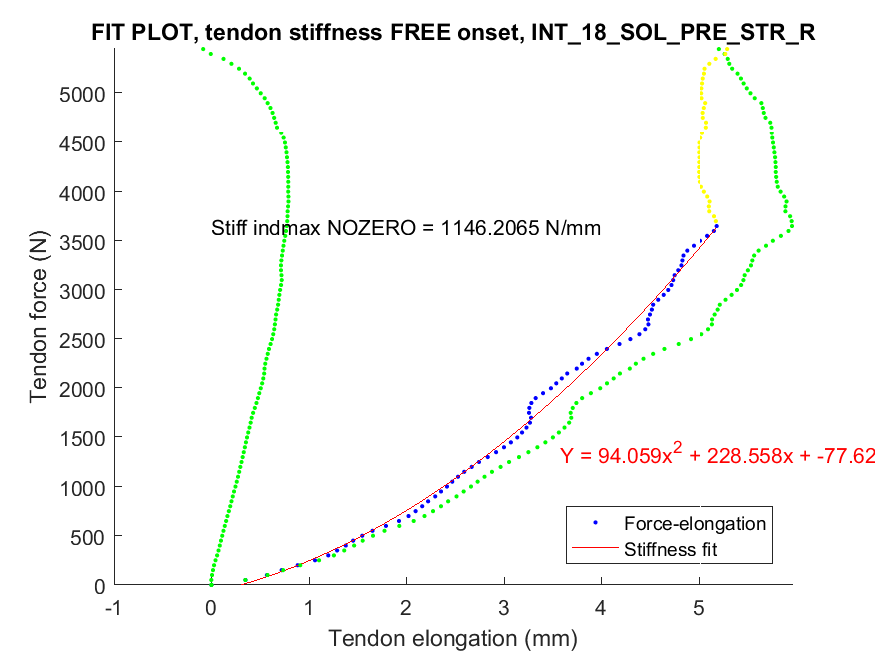 FIT PLOT, tendon stiffness FREE onset, INT_18_SOL_PRE_STR_R
5000
4500
4000
Stiff indmax NOZERO = 1146.2065 N/mm
3500
3000
2500
2000
1500
1000
500
0
Tendon force (N)
Y = 94.059x² + 228.558x + -77.62
Force-elongation
Stiffness fit
-1 0 1 2 3 4 5
Tendon elongation (mm)